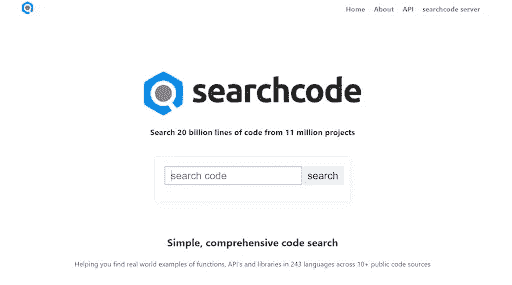 Home About API searchcode server
searchcode
Search 20 billion lines of code from 11 million projects
search code search
Simple, comprehensive code search
Helping you find real world examples of functions, API's and libraries in 243 languages across 10+ public code sources